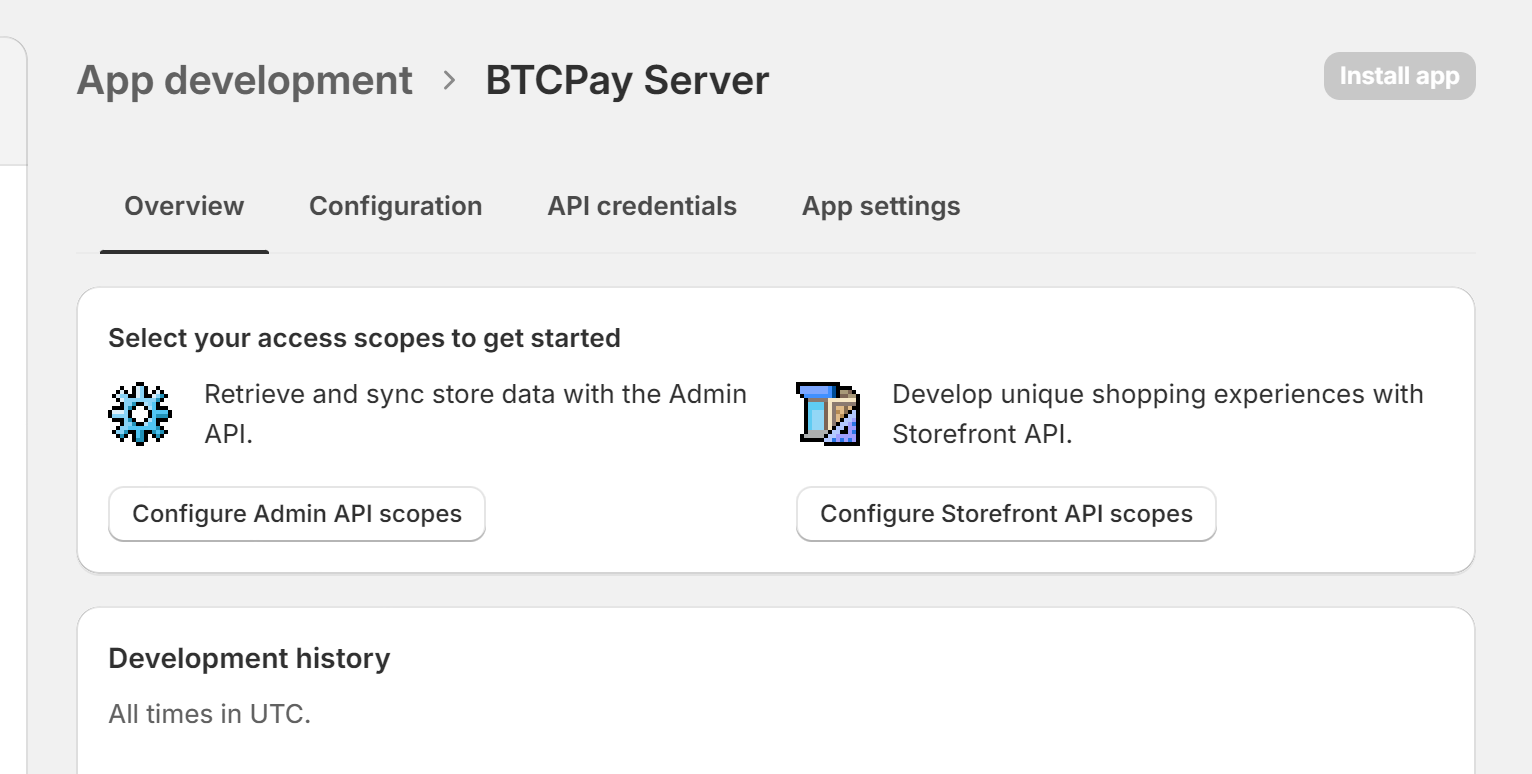 App development > BTCPay Server
Install app
Overview Configuration API credentials App settings
Select your access scopes to get started
Retrieve and sync store data with the Admin
API.
Configure Admin API scopes
Develop unique shopping experiences with
Storefront API.
Configure Storefront API scopes
Development history
All times in UTC.